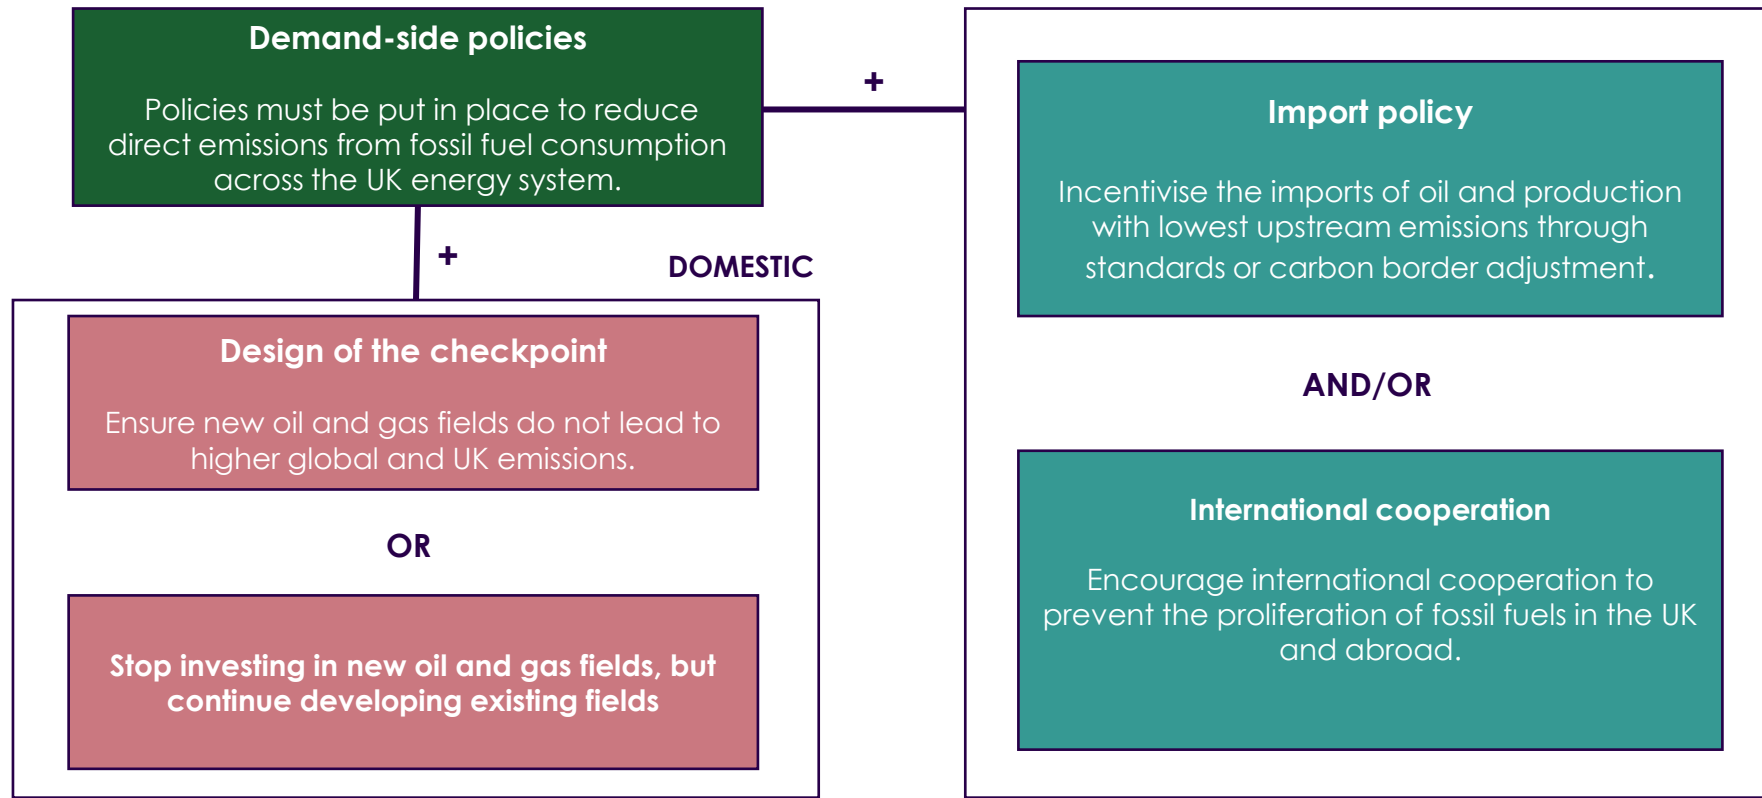 Demand-side policies
Policies must be put in place to reduce
direct emissions from fossil fuel consumption
across the UK energy system.
+
+
DOMESTIC
Design of the checkpoint
Ensure new oil and gas fields do not lead to
higher global and UK emissions.
OR
Stop investing in new oil and gas fields, but
continue developing existing fields
Import policy
Incentivise the imports of oil and production
with lowest upstream emissions through
standards or carbon border adjustment.
AND/OR
International cooperation
Encourage international cooperation to
prevent the proliferation of fossil fuels in the UK
and abroad.